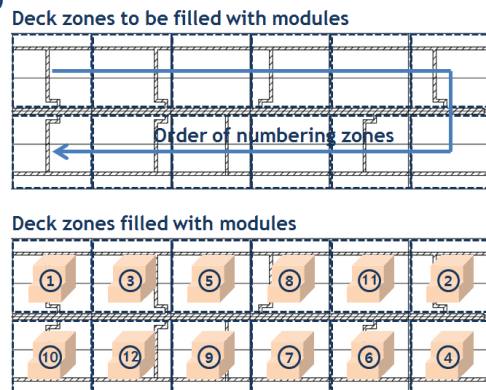 Deck zones to be filled with modules
Order of numbering zones
Deck zones filled with modules
1 3 5 8 11 2
10 12 9 7 6 4